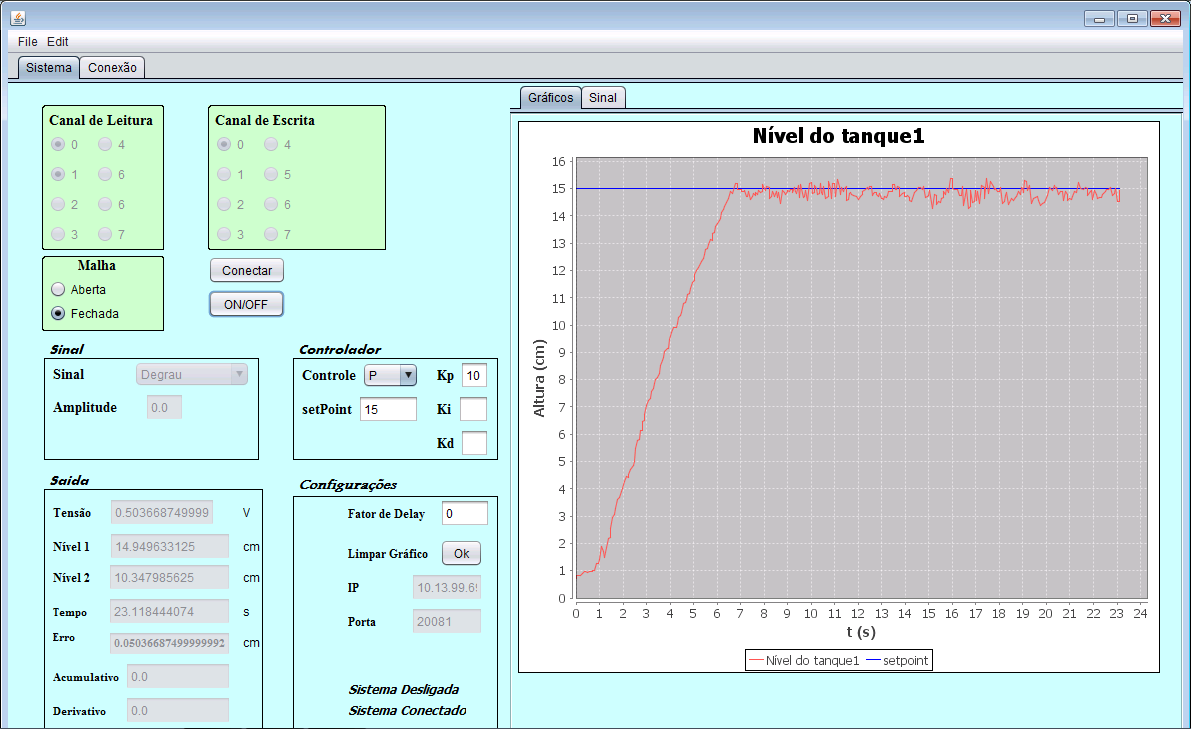 File Edit
Sistema Conexão
Canal de Leitura
0 4
1 6
2 6
3 7
Canal de Escrita
0 4
1 5
2 6
3 7
Malha
Aberta
Fechada
Conectar
ON/OFF
Sinal
Sinal Degrau
Amplitude 0.0
Controlador
Controle P Kp 10
setPoint 15 Ki
Kd
Saida
Tensão 0.503668749999 V
Nível 1 14.949633125 cm
Nível 2 10.347985625 cm
Tempo 23.118444074 s
Erro 0.05036687499999992 cm
Acumulativo 0.0
Derivativo 0.0
Configurações
Fator de Delay 0
Limpar Gráfico Ok
IP 10.13.99.69
Porta 20081
Sistema Desligada
Sistema Conectado
Gráficos Sinal
Nível do tanque1
16
15
14
13
12
11
10
9
8
7
6
5
4
3
2
1
0
Altura (cm)
0 1 2 3 4 5 6 7 8 9 10 11 12 13 14 15 16 17 18 19 20 21 22 23 24
t (s)
Nível do tanque1 setpoint